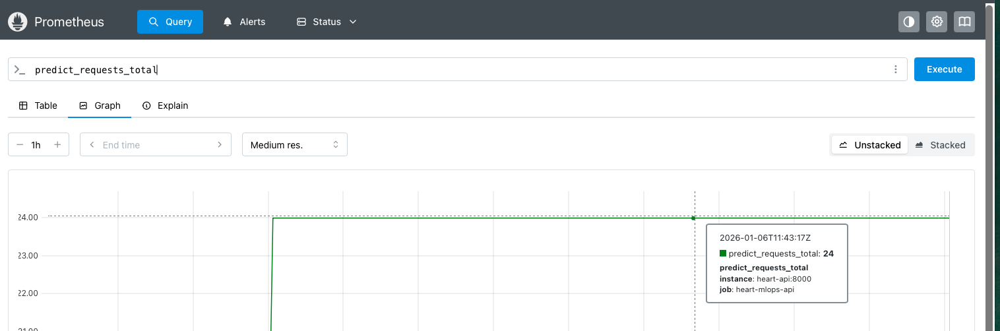 Prometheus
Query
Alerts
Status
predict_requests_total
Execute
Table
Graph
Explain
1h
End time
Medium res.
Unstacked
Stacked
24.00
2026-01-06T11:43:17Z
predict_requests_total: 24
23.00
predict_requests_total
instance: heart-api:8000
job: heart-mlops-api
22.00
21.00